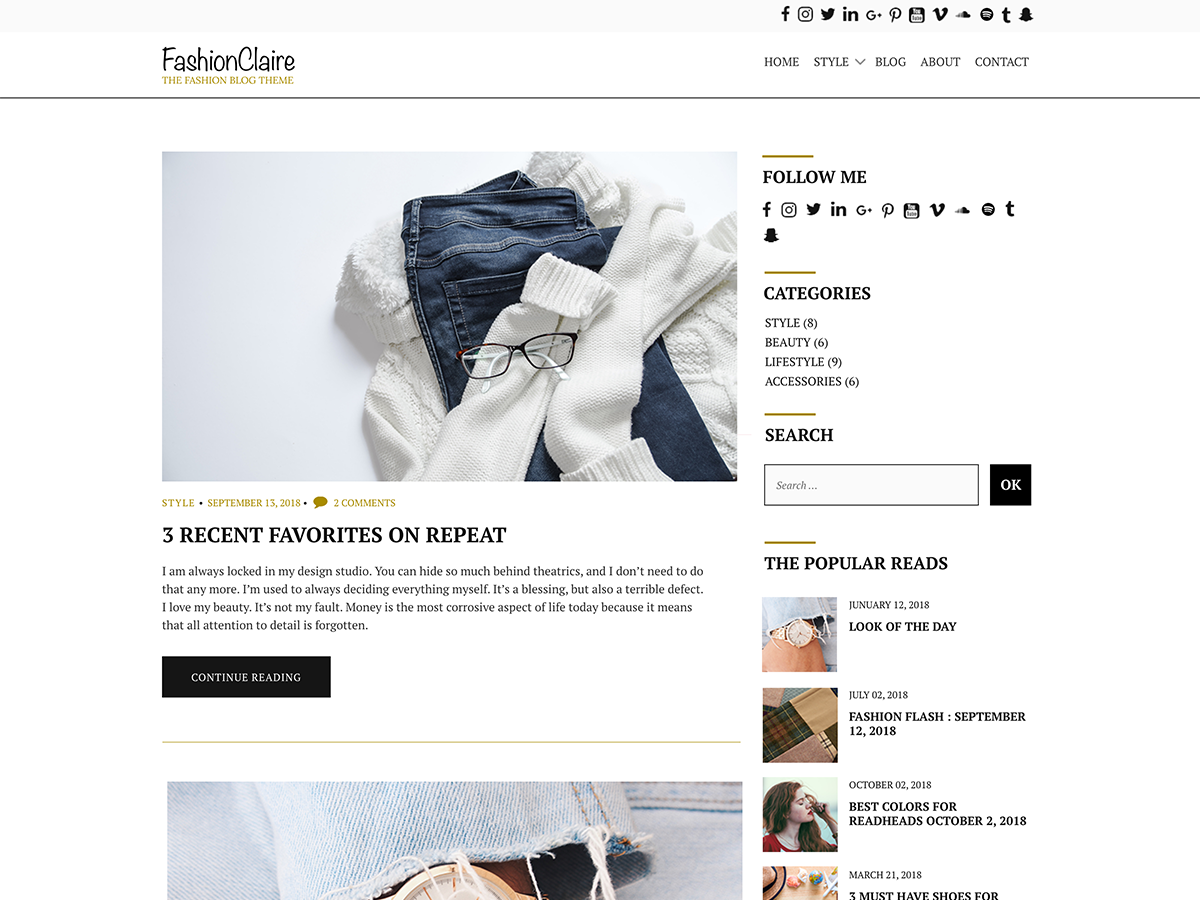 FashionClaire
THE FASHION BLOG THEME
HOME STYLE BLOG ABOUT CONTACT
STYLE • SEPTEMBER 13, 2018 • 2 COMMENTS
3 RECENT FAVORITES ON REPEAT
I am always locked in my design studio. You can hide so much behind theatrics, and I don’t need to do
that any more. I’m used to always deciding everything myself. It’s a blessing, but also a terrible defect.
I love my beauty. It’s not my fault. Money is the most corrosive aspect of life today because it means
that all attention to detail is forgotten.
CONTINUE READING
FOLLOW ME
CATEGORIES
STYLE (8)
BEAUTY (6)
LIFESTYLE (9)
ACCESSORIES (6)
SEARCH
Search ...
OK
THE POPULAR READS
JUNUARY 12, 2018
LOOK OF THE DAY
JULY 02, 2018
FASHION FLASH : SEPTEMBER
12, 2018
OCTOBER 02, 2018
BEST COLORS FOR
READHEADS OCTOBER 2, 2018
MARCH 21, 2018
3 MUST HAVE SHOES FOR